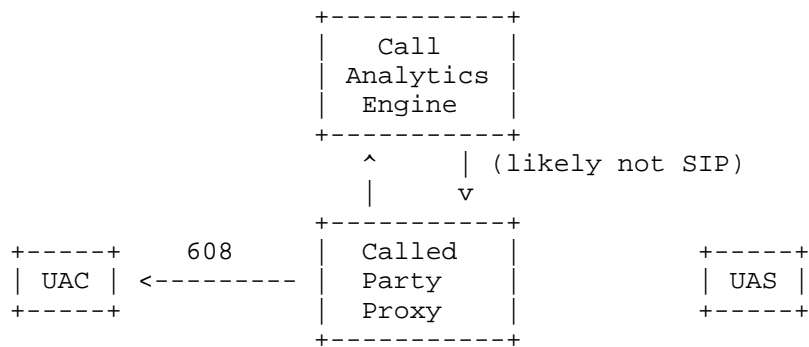 +-----------+
|   Call    |
| Analytics |
|  Engine   |
+-----------+
^     | (likely not SIP)
|     v
+-----------+
+-----+    608     |  Called   |            +-----+
| UAC | <--------- |  Party    |            | UAS |
+-----+            |  Proxy    |            +-----+
+-----------+